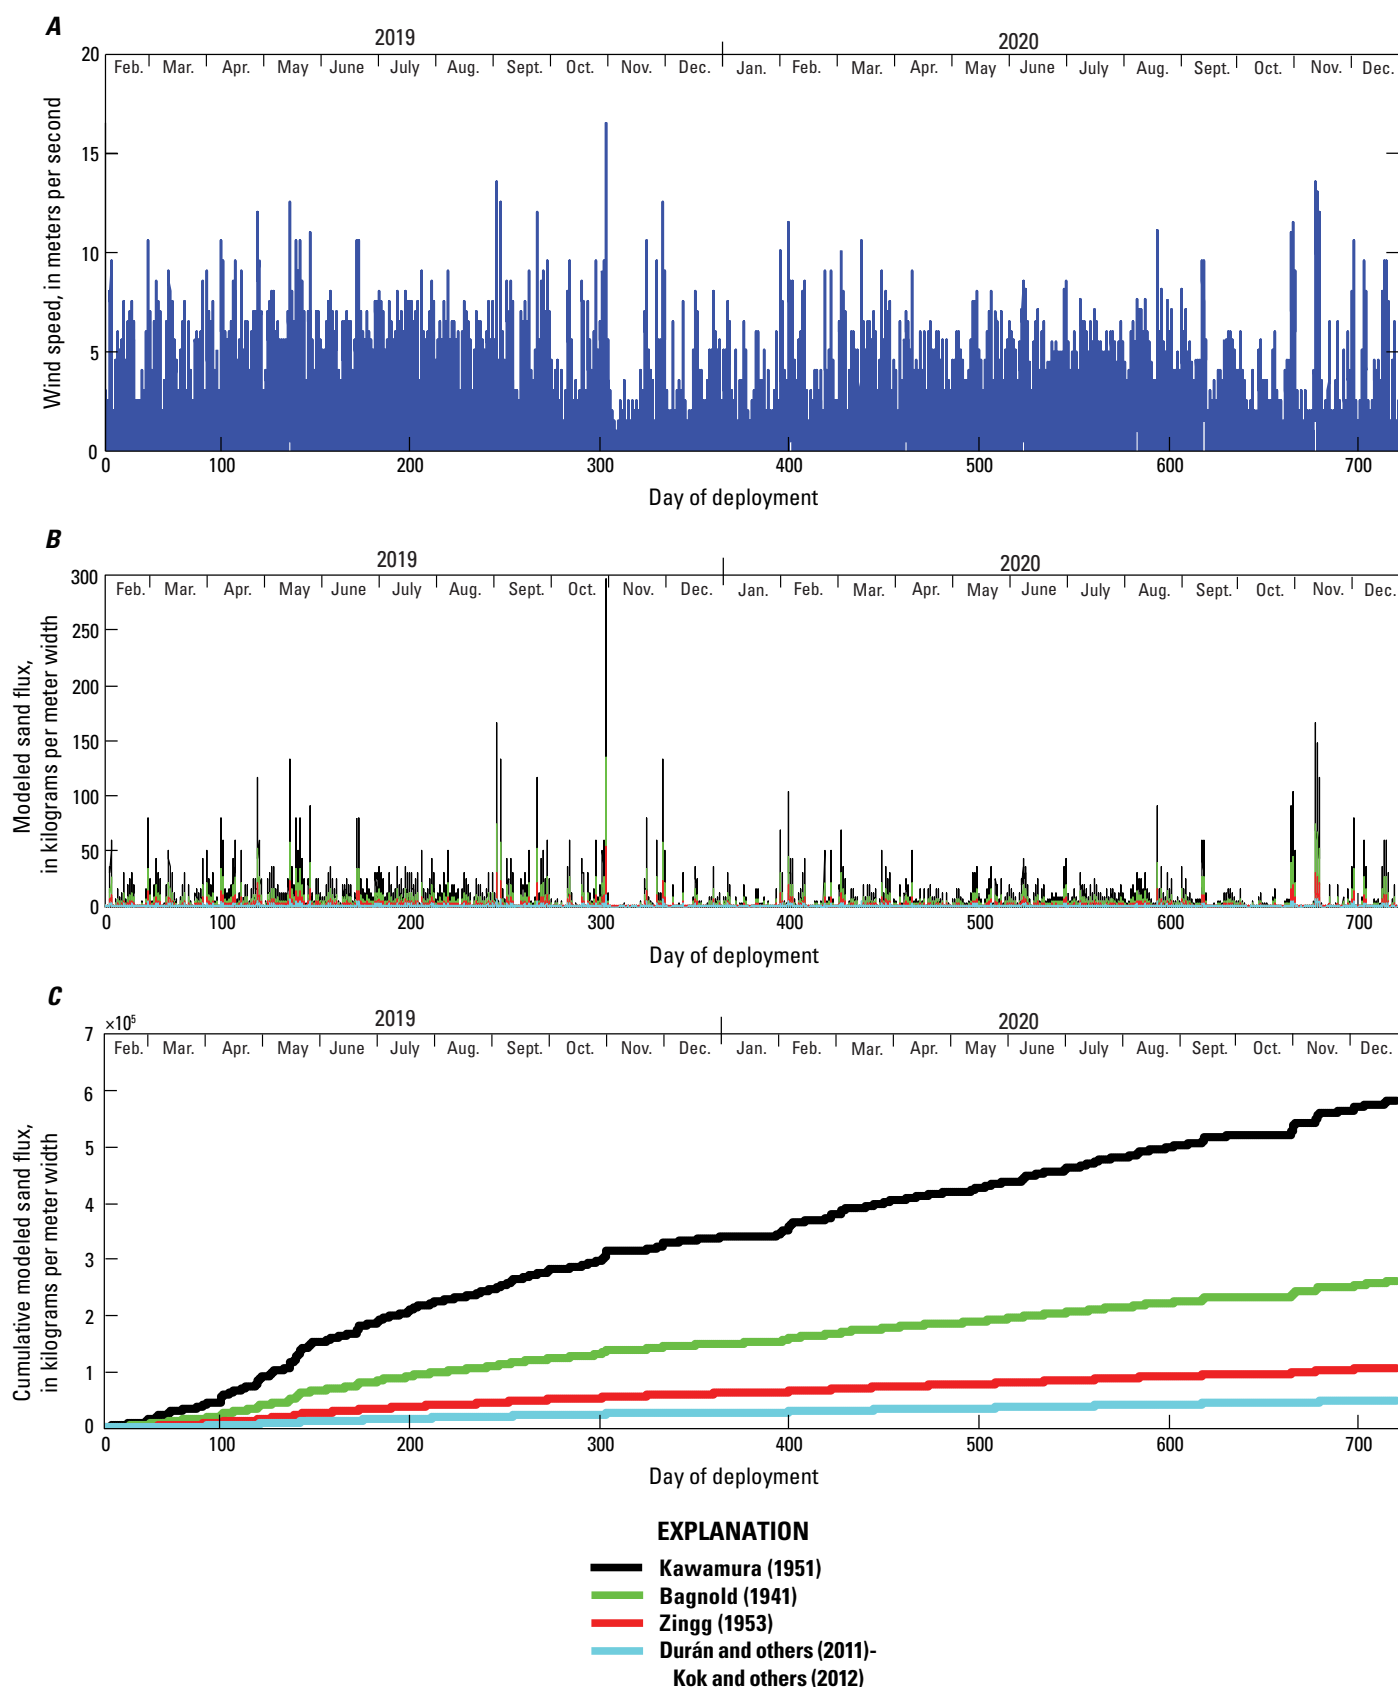 A
2019 2020
20
Feb. Mar. Apr. May June July Aug. Sept. Oct. Nov. Dec. Jan. Feb. Mar. Apr. May June July Aug. Sept. Oct. Nov. Dec.
15
10
5
0
Wind speed, in meters per second
0 100 200 300 400 500 600 700
Day of deployment
B
2019 2020
300
Feb. Mar. Apr. May June July Aug. Sept. Oct. Nov. Dec. Jan. Feb. Mar. Apr. May June July Aug. Sept. Oct. Nov. Dec.
250
200
150
100
50
0
Modeled sand flux,
in kilograms per meter width
0 100 200 300 400 500 600 700
Day of deployment
C
×10⁵
2019 2020
7
Feb. Mar. Apr. May June July Aug. Sept. Oct. Nov. Dec. Jan. Feb. Mar. Apr. May June July Aug. Sept. Oct. Nov. Dec.
6
5
4
3
2
1
0
Cumulative modeled sand flux,
in kilograms per meter width
0 100 200 300 400 500 600 700
Day of deployment
EXPLANATION
Kawamura (1951)
Bagnold (1941)
Zingg (1953)
Durán and others (2011)-
Kok and others (2012)